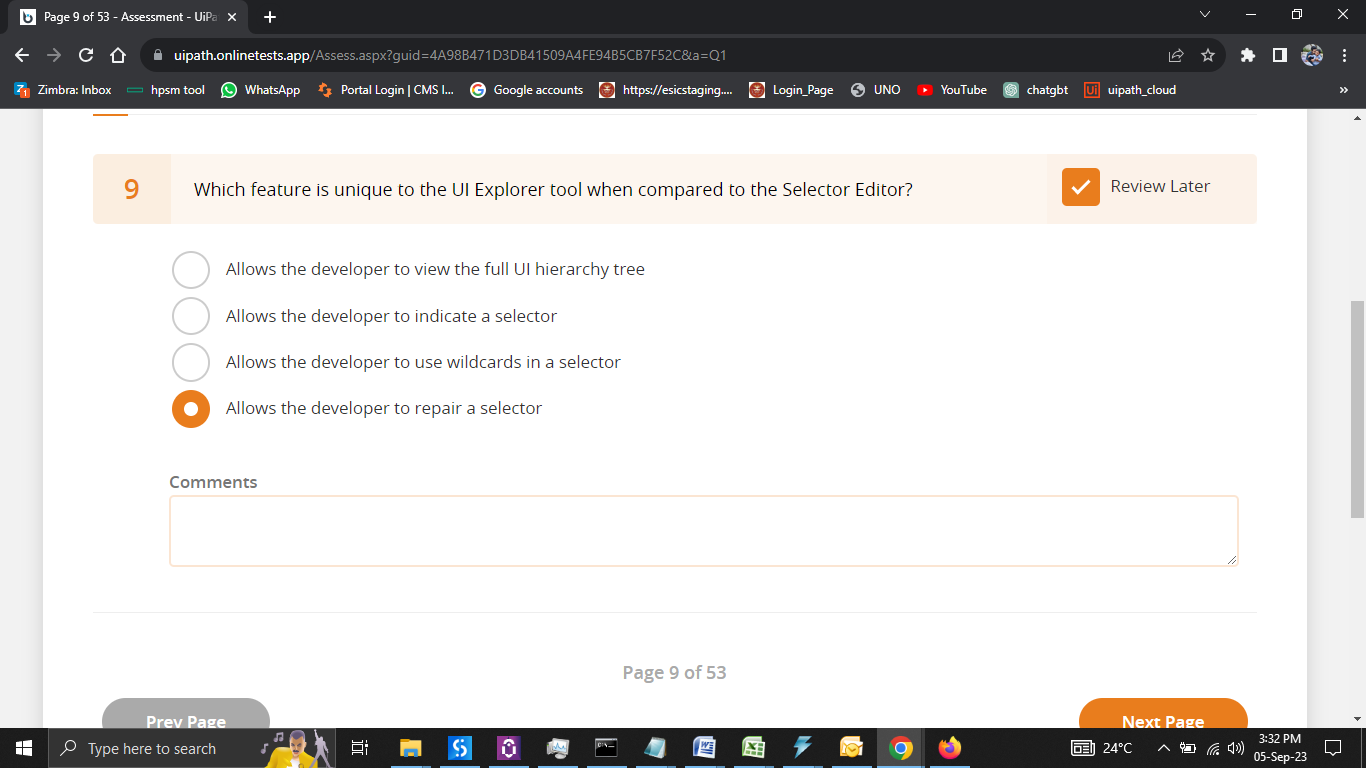 Page 9 of 53 - Assessment - UiPa
uipath.onlinetests.app/Assess.aspx?guid=4A98B471D3DB41509A4FE94B5CB7F52C&a=Q1
Zimbra: Inbox hpsm tool WhatsApp Portal Login | CMS I... Google accounts https://esicstaging.... Login_Page UNO YouTube chatgbt uipath_cloud »
9 Which feature is unique to the UI Explorer tool when compared to the Selector Editor? Review Later
Allows the developer to view the full UI hierarchy tree
Allows the developer to indicate a selector
Allows the developer to use wildcards in a selector
Allows the developer to repair a selector
Comments
Page 9 of 53
Prev Page Next Page
Type here to search 24°C 3:32 PM
05-Sep-23